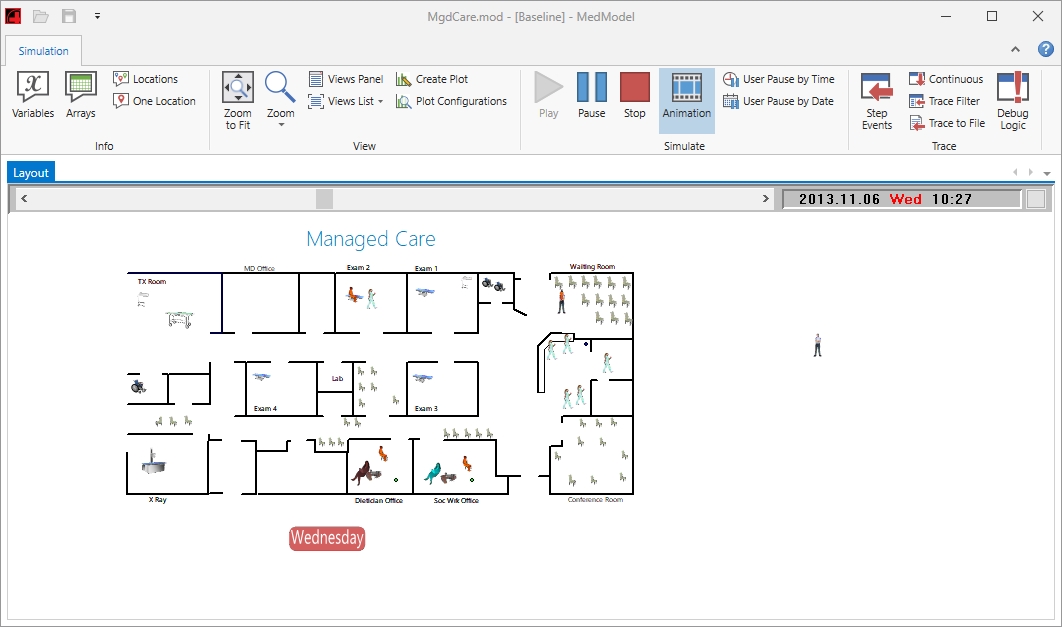 MgdCare.mod - [Baseline] - MedModel
Simulation
?
x
Variables
Arrays
Locations
One Location
Info
Zoom
to Fit
Zoom
Views Panel
Views List
Create Plot
Plot Configurations
View
Play
Pause
Stop
Animation
User Pause by Time
User Pause by Date
Simulate
Step
Events
Continuous
Trace Filter
Trace to File
Debug
Logic
Trace
Layout
2013.11.06 Wed 10:27
Managed Care
TX Room
MD Office
Exam 2
Exam 1
Waiting Room
Lab
Exam 4
Exam 3
X Ray
Dietician Office
Soc Wrk Office
Conference Room
Wednesday